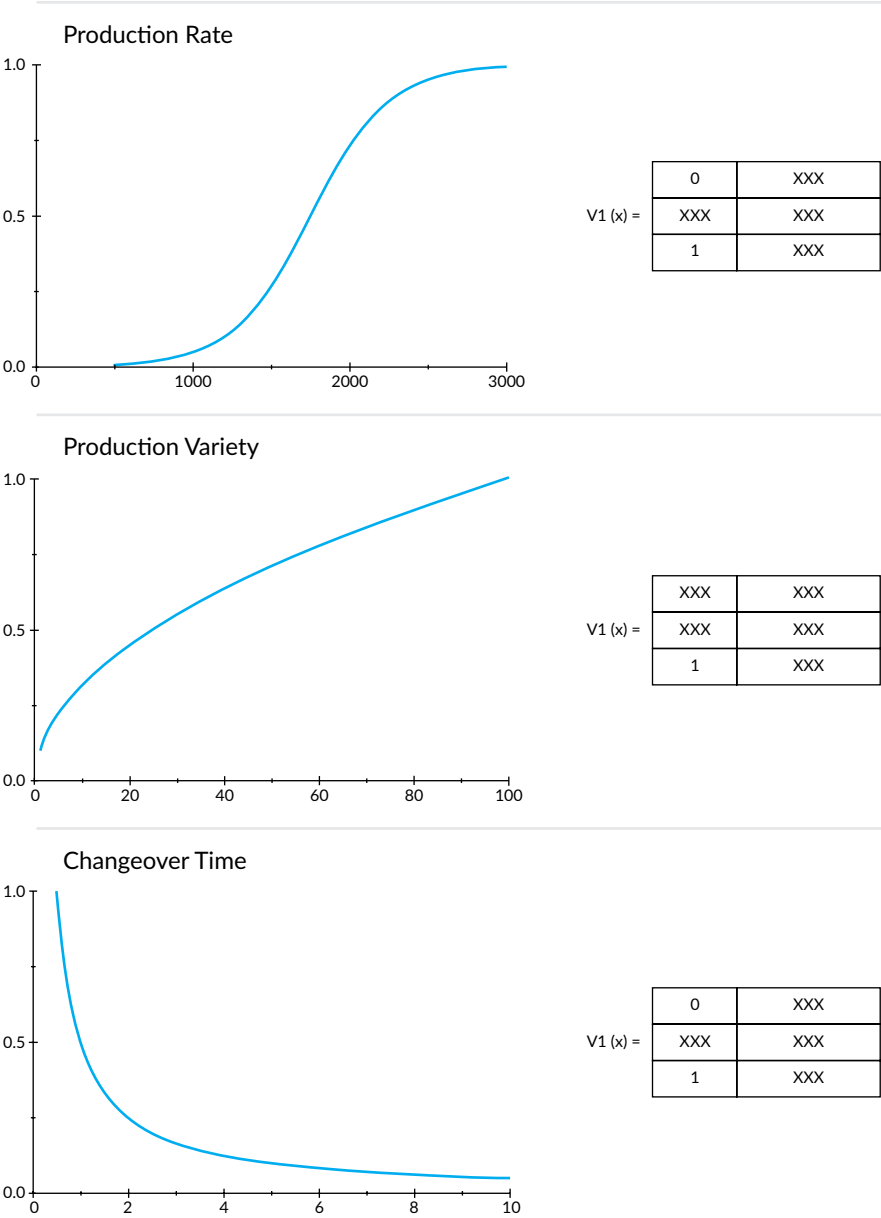 Production Rate
1.0
0.5
0.0
0 1000 2000 3000
0 XXX
V1 (x) = XXX XXX
1 XXX
Production Variety
1.0
0.5
0.0
0 20 40 60 80 100
XXX XXX
V1 (x) = XXX XXX
1 XXX
Changeover Time
1.0
0.5
0.0
0 2 4 6 8 10
0 XXX
V1 (x) = XXX XXX
1 XXX